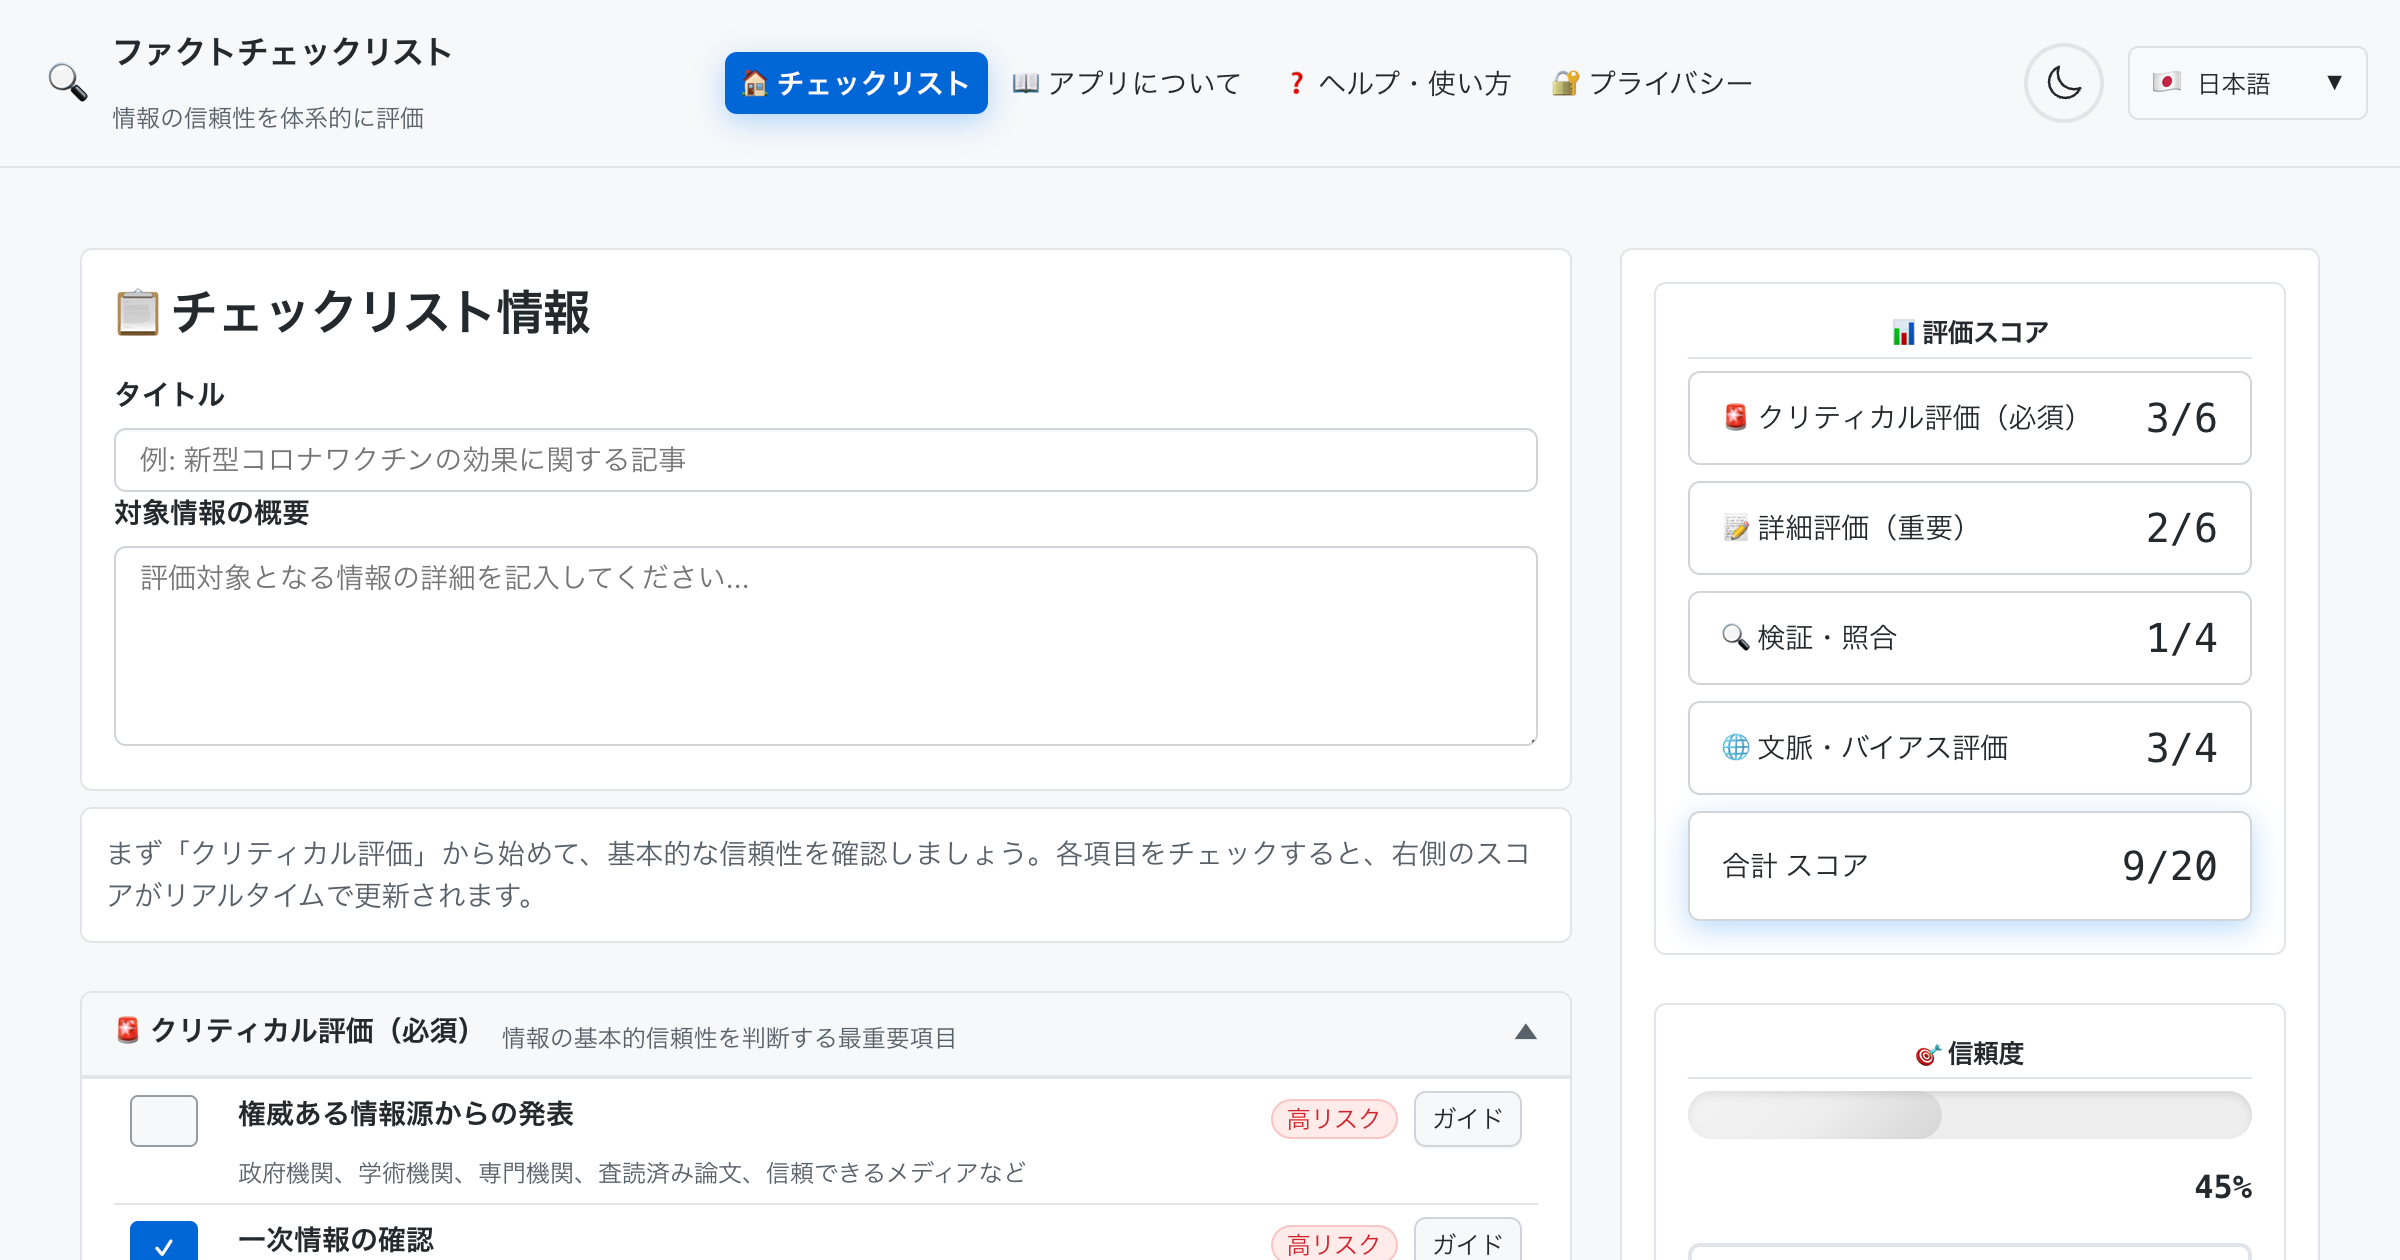 ファクトチェックリスト
情報の信頼性を体系的に評価
チェックリスト
アプリについて
ヘルプ・使い方
プライバシー
日本語
チェックリスト情報
タイトル
例: 新型コロナワクチンの効果に関する記事
対象情報の概要
評価対象となる情報の詳細を記入してください...
まず「クリティカル評価」から始めて、基本的な信頼性を確認しましょう。各項目をチェックすると、右側のスコ
アがリアルタイムで更新されます。
クリティカル評価（必須）
情報の基本的信頼性を判断する最重要項目
権威ある情報源からの発表
高リスク
ガイド
政府機関、学術機関、専門機関、査読済み論文、信頼できるメディアなど
一次情報の確認
高リスク
ガイド
評価スコア
クリティカル評価（必須） 3/6
詳細評価（重要） 2/6
検証・照合 1/4
文脈・バイアス評価 3/4
合計 スコア 9/20
信頼度
45%